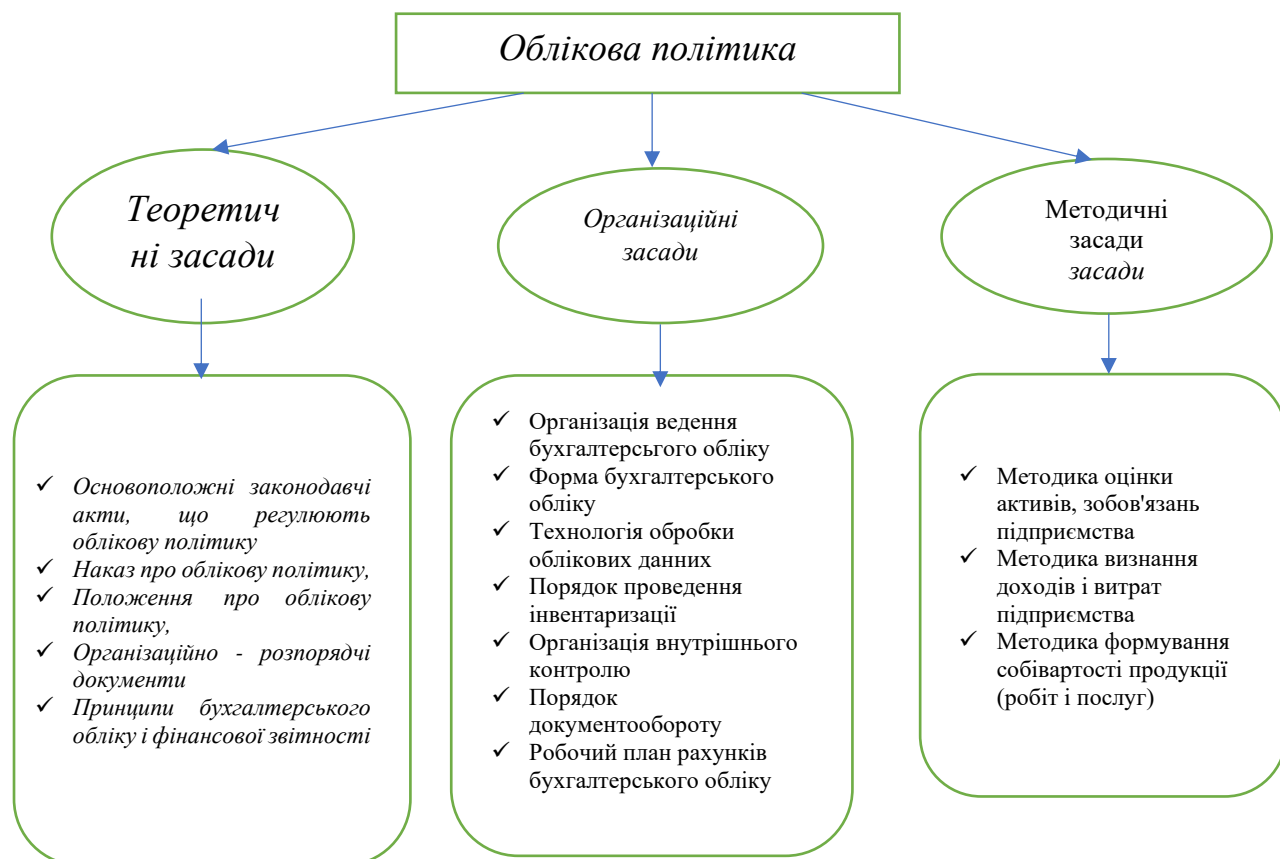 Облікова політика
Теоретич
ні засади
Організаційні
засади
Методичні
засади
засади
✓ Основоположні законодавчі
акти, що регулюють
облікову політику
✓ Наказ про облікову політику,
✓ Положення про облікову
політику,
✓ Організаційно - розпорядчі
документи
✓ Принципи бухгалтерського
обліку і фінансової звітності
✓ Організація ведення
бухгалтерсього обліку
✓ Форма бухгалтерського
обліку
✓ Технологія обробки
облікових данних
✓ Порядок проведення
інвентаризації
✓ Організація внутрішнього
контролю
✓ Порядок
документообороту
✓ Робочий план рахунків
бухгалтерського обліку
✓ Методика оцінки
активів, зобов'язань
підприємства
✓ Методика визнання
доходів і витрат
підприємства
✓ Методика формування
собівартості продукції
(робіт і послуг)